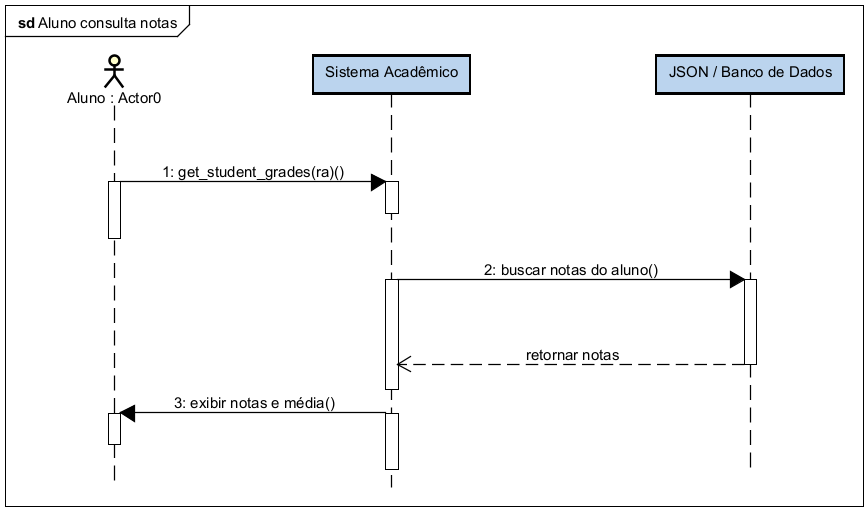 sd Aluno consulta notas
Aluno : Actor0
Sistema Acadêmico
JSON / Banco de Dados
1: get_student_grades(ra)()
2: buscar notas do aluno()
retornar notas
3: exibir notas e média()